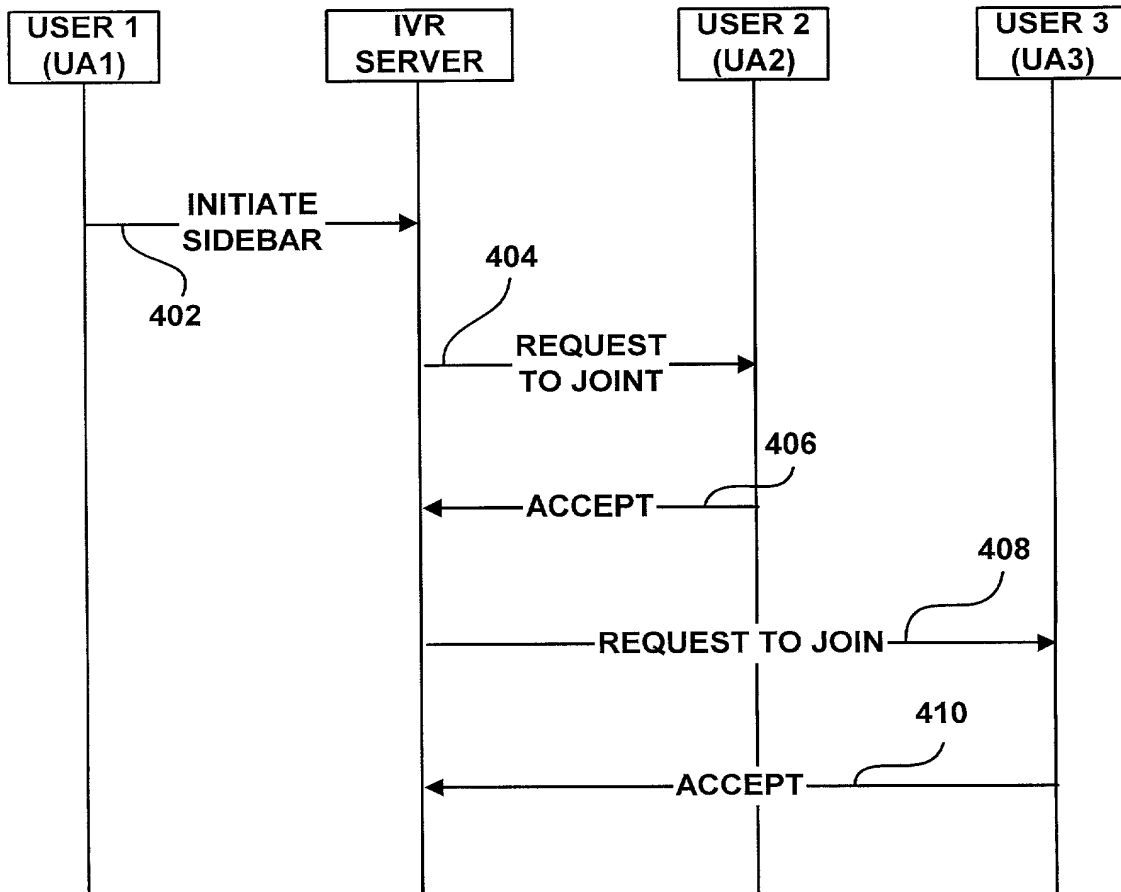 USER 1
(UA1)
IVR
SERVER
USER 2
(UA2)
USER 3
(UA3)
INITIATE
SIDEBAR
402
404
REQUEST
TO JOINT
406
ACCEPT
408
REQUEST TO JOIN
410
ACCEPT